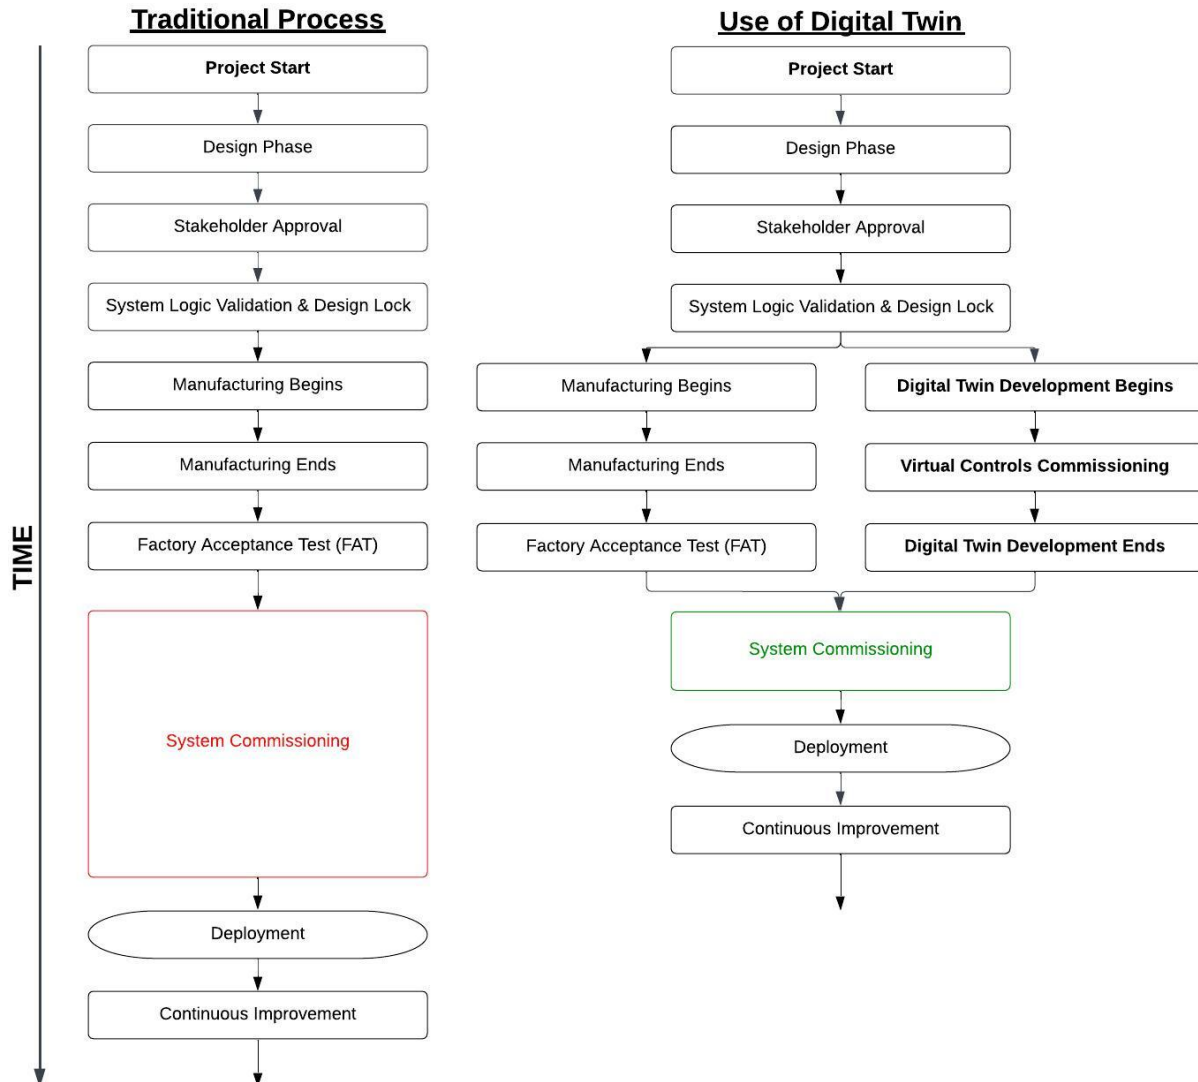 Traditional Process
Project Start
Design Phase
Stakeholder Approval
System Logic Validation & Design Lock
Manufacturing Begins
Manufacturing Ends
Factory Acceptance Test (FAT)
System Commissioning
Deployment
Continuous Improvement
TIME
Use of Digital Twin
Project Start
Design Phase
Stakeholder Approval
System Logic Validation & Design Lock
Manufacturing Begins
Manufacturing Ends
Factory Acceptance Test (FAT)
Digital Twin Development Begins
Virtual Controls Commissioning
Digital Twin Development Ends
System Commissioning
Deployment
Continuous Improvement